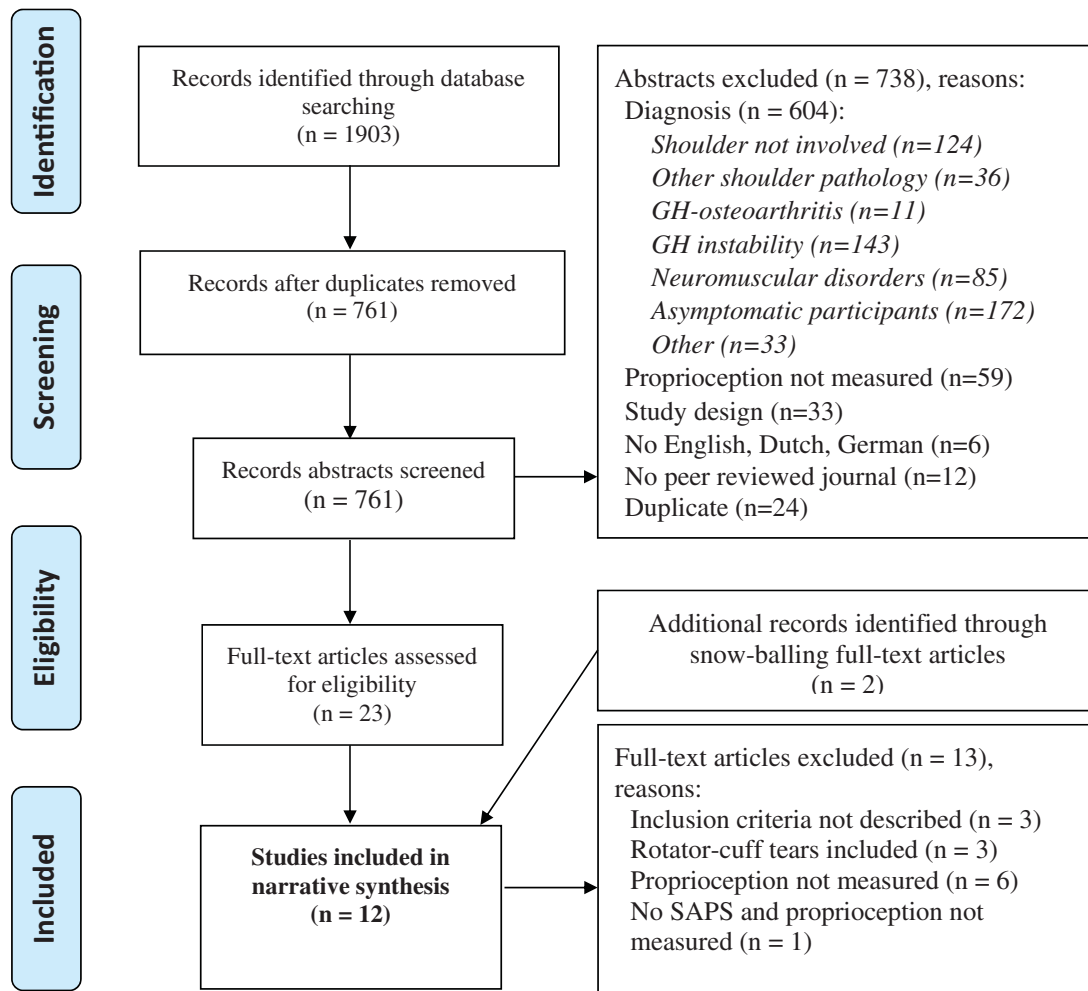 Identification
Records identified through database
searching
(n = 1903)
Abstracts excluded (n = 738), reasons:
Diagnosis (n = 604):
Shoulder not involved (n=124)
Other shoulder pathology (n=36)
GH-osteoarthritis (n=11)
GH instability (n=143)
Neuromuscular disorders (n=85)
Asymptomatic participants (n=172)
Other (n=33)
Proprioception not measured (n=59)
Study design (n=33)
No English, Dutch, German (n=6)
No peer reviewed journal (n=12)
Duplicate (n=24)
Screening
Records after duplicates removed
(n = 761)
Records abstracts screened
(n = 761)
Eligibility
Full-text articles assessed
for eligibility
(n = 23)
Additional records identified through
snow-balling full-text articles
(n = 2)
Included
Studies included in
narrative synthesis
(n = 12)
Full-text articles excluded (n = 13),
reasons:
Inclusion criteria not described (n = 3)
Rotator-cuff tears included (n = 3)
Proprioception not measured (n = 6)
No SAPS and proprioception not
measured (n = 1)